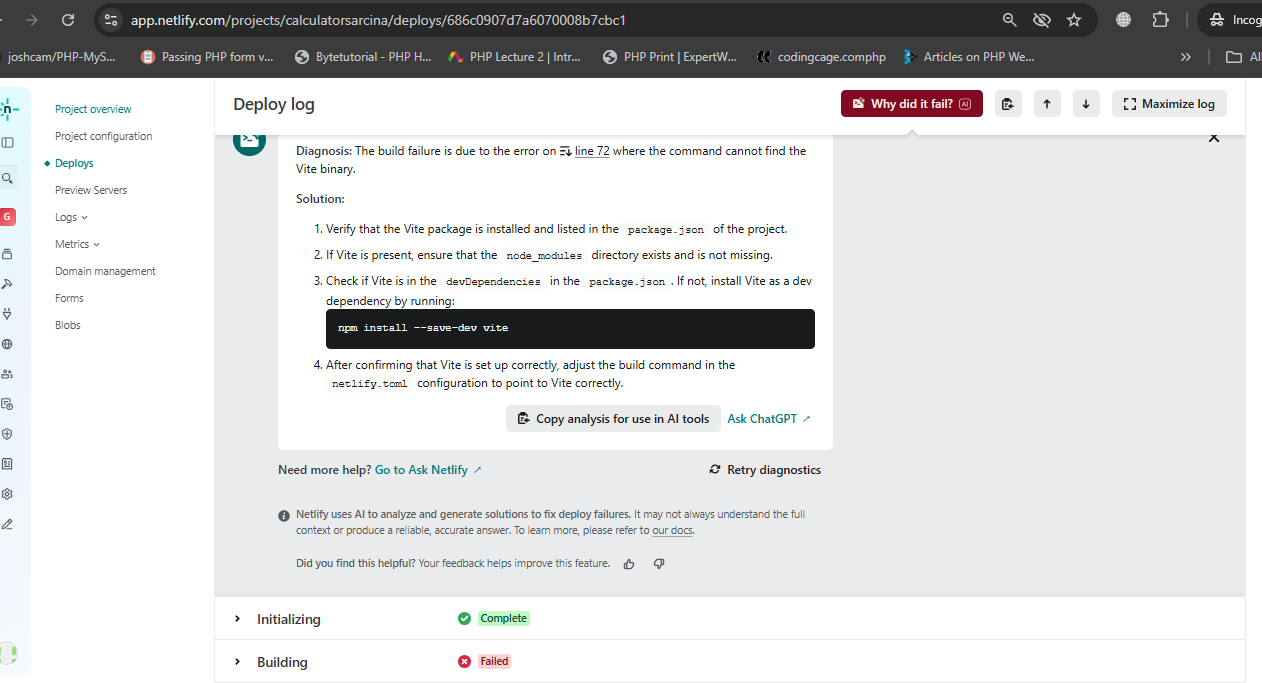 app.netlify.com/projects/calculatorsarcina/deploys/686c0907d7a6070008b7cbc1
Incog
joshcam/PHP-MyS...
Passing PHP form v...
Bytetutorial - PHP H...
PHP Lecture 2 | Intr...
PHP Print | ExpertW...
codingcage.comphp
Articles on PHP We...
»
Al
Project overview
Project configuration
Deploys
Preview Servers
Logs
Metrics
Domain management
Forms
Blobs
G
Deploy log
Why did it fail? AI
Maximize log
Diagnosis: The build failure is due to the error on line 72 where the command cannot find the
Vite binary.
Solution:
1. Verify that the Vite package is installed and listed in the package.json of the project.
2. If Vite is present, ensure that the node_modules directory exists and is not missing.
3. Check if Vite is in the devDependencies in the package.json . If not, install Vite as a dev
dependency by running:
npm install --save-dev vite
4. After confirming that Vite is set up correctly, adjust the build command in the
netlify.toml configuration to point to Vite correctly.
Copy analysis for use in AI tools
Ask ChatGPT ↗
Need more help? Go to Ask Netlify ↗
Retry diagnostics
Netlify uses AI to analyze and generate solutions to fix deploy failures. It may not always understand the full
context or produce a reliable, accurate answer. To learn more, please refer to our docs.
Did you find this helpful? Your feedback helps improve this feature.
Initializing
Complete
Building
Failed